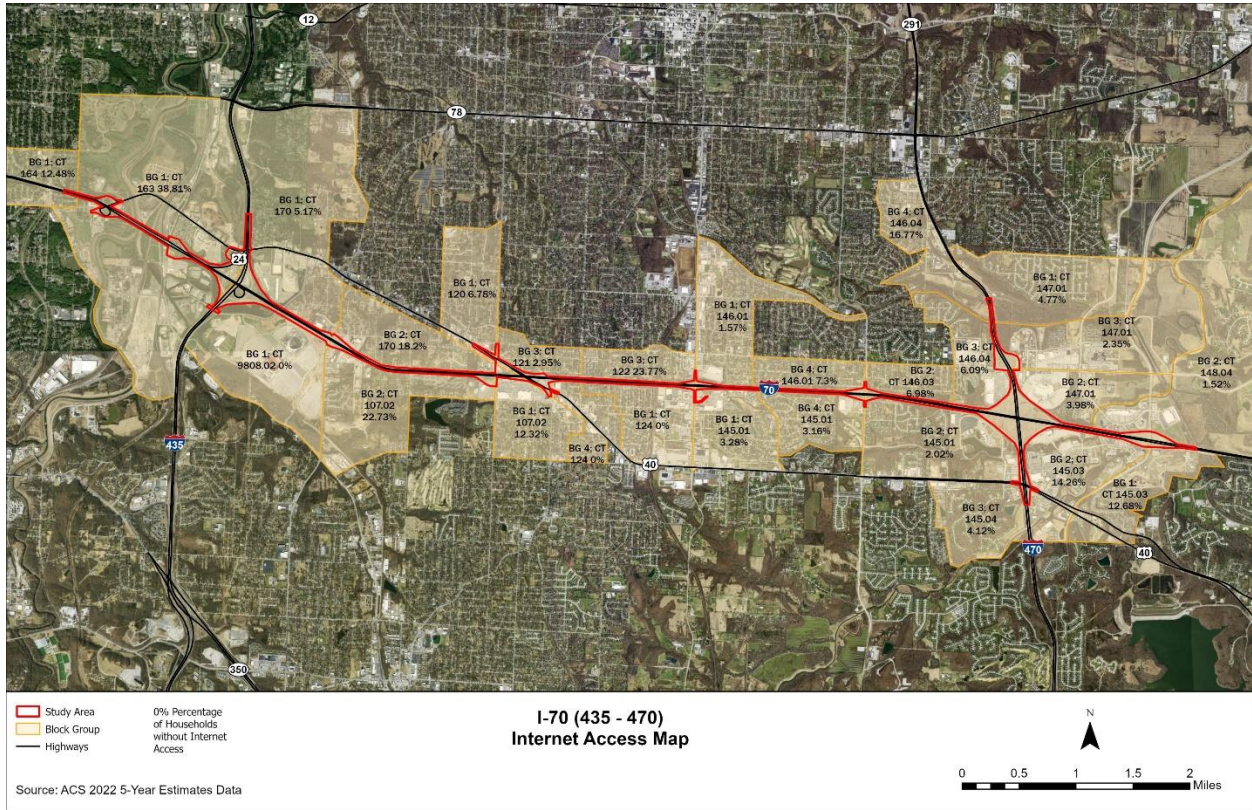 12
291
78
BG 1; CT
164 12.48%
BG 1; CT
163 38.81%
BG 1; CT
170 5.17%
BG 4; CT
146.04
16.77%
24
BG 1; CT
120 6.78%
BG 1; CT
146.01
1.57%
BG 1; CT
147.01
4.77%
BG 3; CT
147.01
2.35%
BG 2; CT
148.04
1.52%
BG 2; CT
170 18.2%
BG 3; CT
121 2.95%
BG 3; CT
122 23.77%
BG 4; CT
146.01 7.3%
BG 2;
CT 146.03
6.98%
BG 3; CT
146.04
6.09%
BG 2; CT
147.01
3.98%
BG 1; CT
9808.02 0%
BG 2; CT
107.02
22.73%
70
BG 1; CT
107.02
12.32%
BG 4; CT
124 0%
BG 1; CT
124 0%
BG 1; CT
145.01
3.28%
BG 4; CT
145.01
3.16%
BG 2; CT
145.01
2.02%
BG 2; CT
145.03
14.26%
BG 1;
CT 145.03
12.68%
BG 3; CT
145.04
4.12%
435
40
470
40
350
Study Area
Block Group
Highways
0% Percentage
of Households
without Internet
Access
I-70 (435 - 470)
Internet Access Map
N
0 0.5 1 1.5 2
Miles
Source: ACS 2022 5-Year Estimates Data